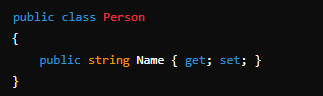 public class Person
{
    public string Name { get; set; }
}